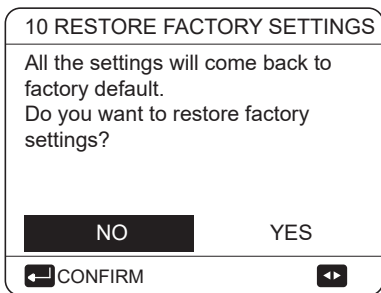 10 RESTORE FACTORY SETTINGS
All the settings will come back to
factory default.
Do you want to restore factory
settings?
NO YES
CONFIRM